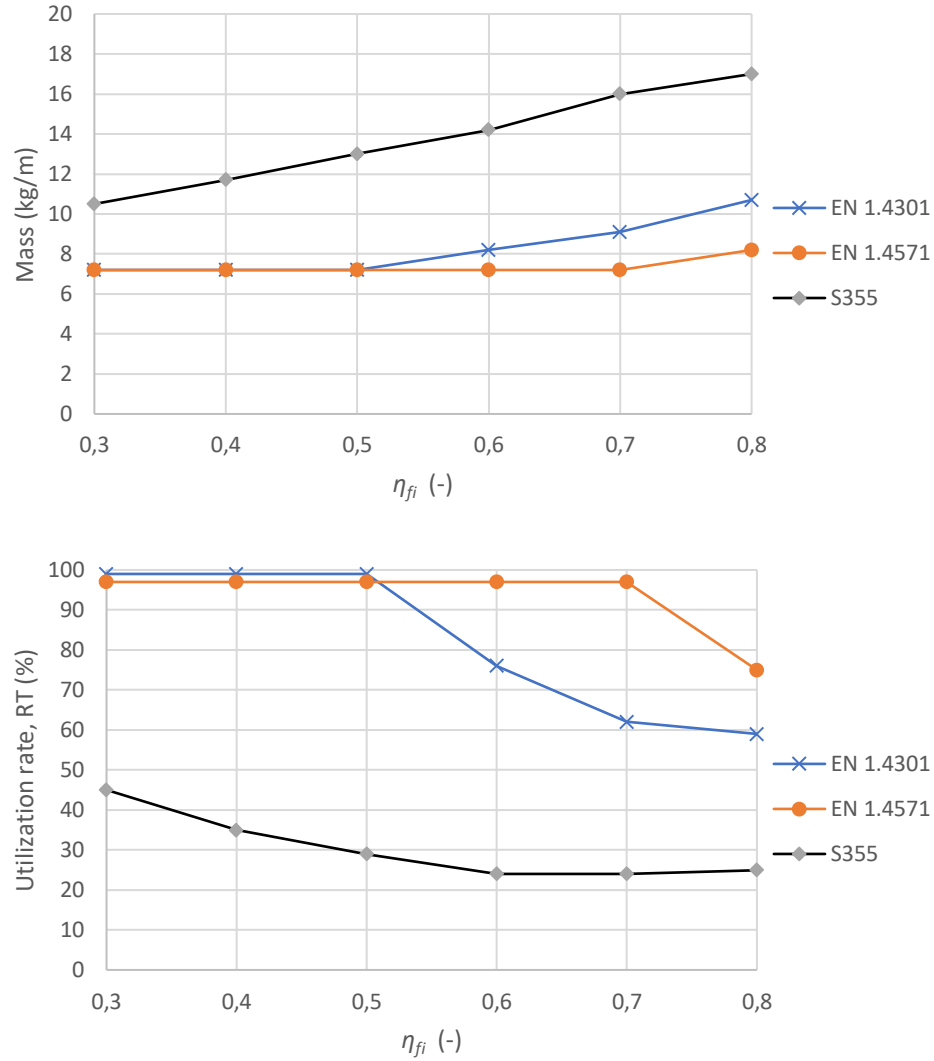 20
18
16
14
12
10
8
6
4
2
0
Mass (kg/m)
0,3 0,4 0,5 0,6 0,7 0,8
η_fi (-)
EN 1.4301
EN 1.4571
S355
100
90
80
70
60
50
40
30
20
10
0
Utilization rate, RT (%)
0,3 0,4 0,5 0,6 0,7 0,8
η_fi (-)
EN 1.4301
EN 1.4571
S355